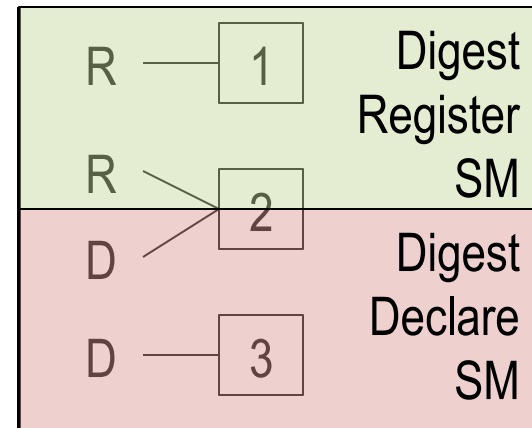 R 1 Digest
Register
R
SM
2
D Digest
Declare
D 3
SM